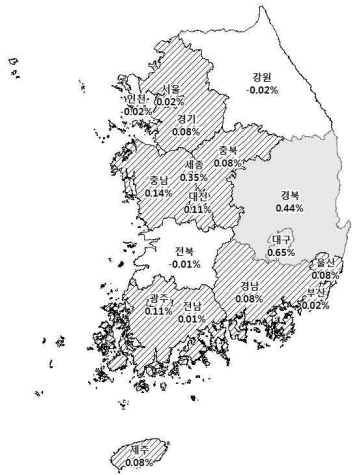 강원
-0.02%
서울
0.02%
인천
0.02%
경기
0.08%
충북
0.08%
세종
0.35%
충남
0.14%
대전
0.11%
경북
0.44%
대구
0.65%
전북
-0.01%
울산
0.08%
경남
0.08%
부산
0.02%
광주
0.11%
전남
0.01%
제주
0.08%